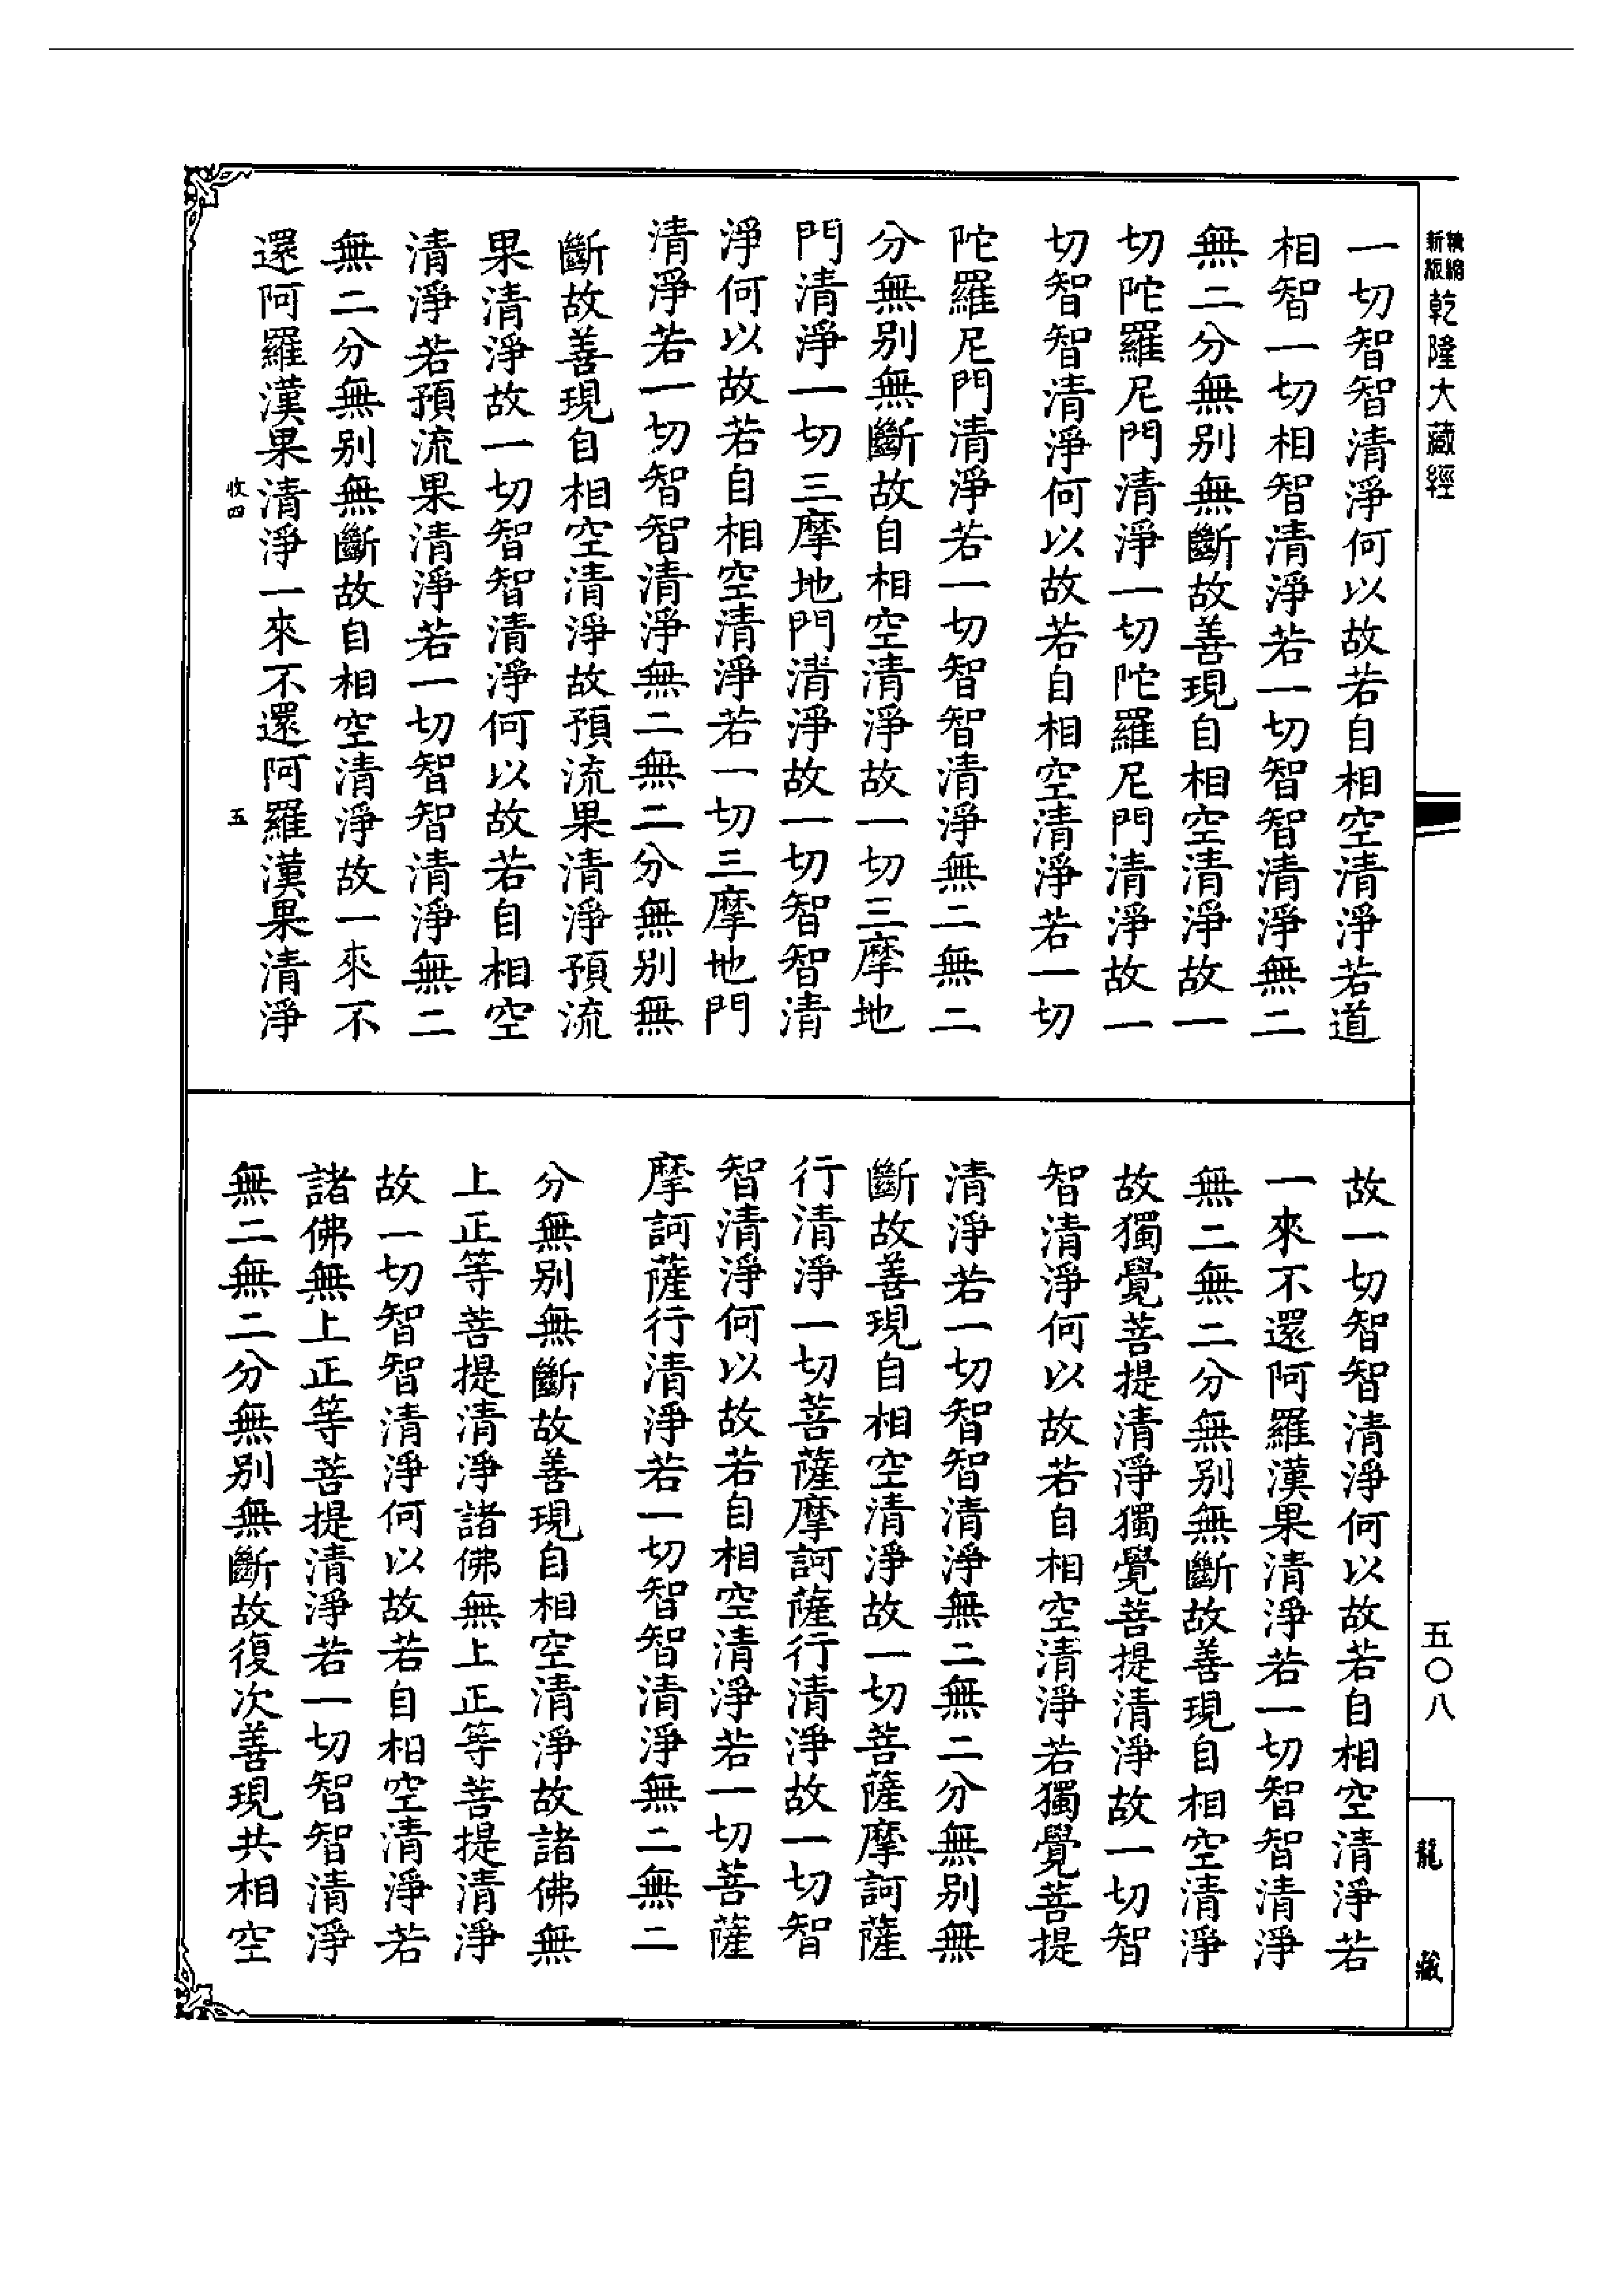 精縮
新版
乾隆大藏經
一切智智清淨何以故若自相空清淨若道
相智一切相智清淨若一切智智清淨無二
無二分無別無斷故善現自相空清淨故一
切陀羅尼門清淨一切陀羅尼門清淨故一
切智智清淨何以故若自相空清淨若一切
陀羅尼門清淨若一切智智清淨無二無二
分無別無斷故自相空清淨故一切三摩地
門清淨一切三摩地門清淨故一切智智清
淨何以故若自相空清淨若一切三摩地門
清淨若一切智智清淨無二無二分無別無
斷故善現自相空清淨故預流果清淨預流
果清淨故一切智智清淨何以故若自相空
清淨若預流果清淨若一切智智清淨無二
無二分無別無斷故自相空清淨故一來不
還阿羅漢果清淨一來不還阿羅漢果清淨
收四 五
故一切智智清淨何以故若自相空清淨若
一來不還阿羅漢果清淨若一切智智清淨
無二無二分無別無斷故善現自相空清淨
故獨覺菩提清淨獨覺菩提清淨故一切智
智清淨何以故若自相空清淨若獨覺菩提
清淨若一切智智清淨無二無二分無別無
斷故善現自相空清淨故一切菩薩摩訶薩
行清淨一切菩薩摩訶薩行清淨故一切智
智清淨何以故若自相空清淨若一切菩薩
摩訶薩行清淨若一切智智清淨無二無二
分無別無斷故善現自相空清淨故諸佛無
上正等菩提清淨諸佛無上正等菩提清淨
故一切智智清淨何以故若自相空清淨若
諸佛無上正等菩提清淨若一切智智清淨
無二無二分無別無斷故復次善現共相空
五〇八
龍藏